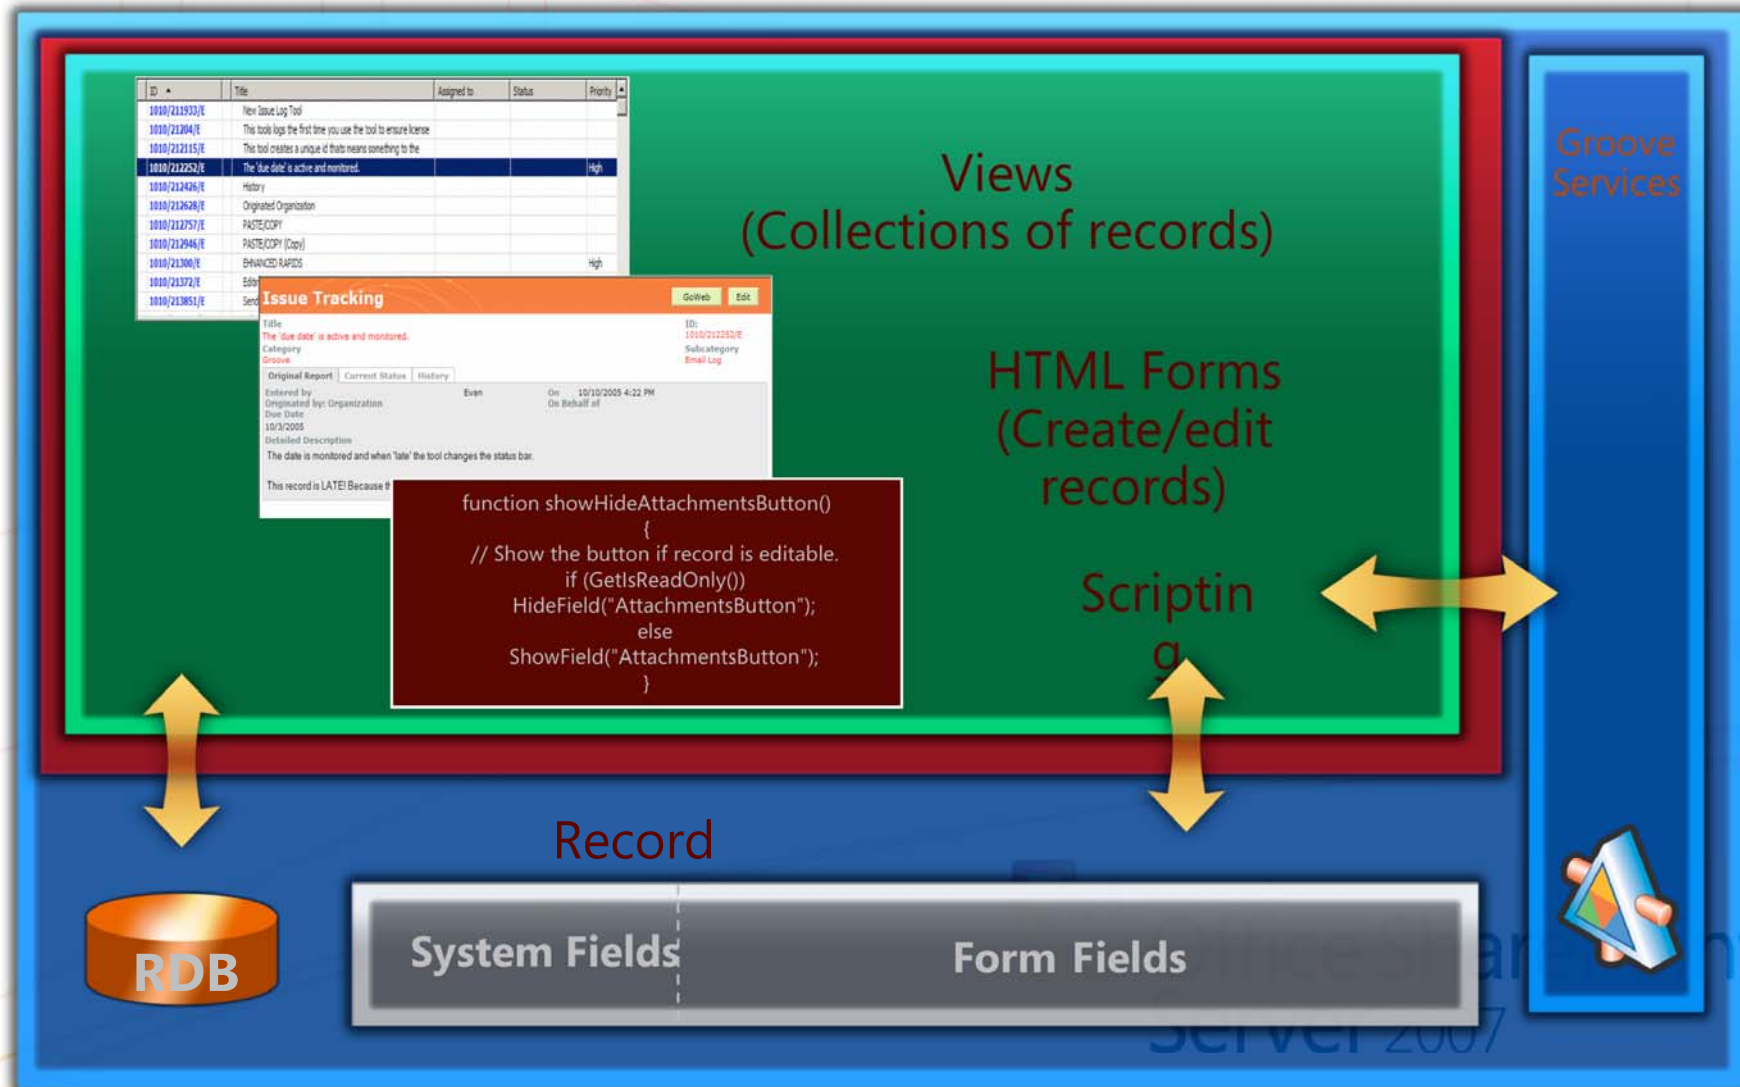 ID Title Assigned to Status Priority
1010/211933/E New Issue Log Tool
1010/21204/E This tools logs the first time you use the tool to ensure license
1010/212115/E This tool creates a unique id thats means something to the
1010/212252/E The 'due date' is active and monitored. High
1010/212426/E History
1010/212628/E Originated Organization
1010/212757/E PASTE/COPY
1010/212946/E PASTE/COPY (Copy)
1010/21300/E EHNANCED RAPIDS High
1010/21372/E
1010/213851/E Send
Issue Tracking GoWeb Edit
Title ID:
The 'due date' is active and monitored. 1010/212252/E
Category Subcategory
Groove Email Log
Original Report Current Status History
Entered by Evan On 10/10/2005 4:22 PM
Originated by: Organization On Behalf of
Due Date
10/3/2005
Detailed Description
The date is monitored and when 'late' the tool changes the status bar.
This record is LATE! Because
function showHideAttachmentsButton()
{
// Show the button if record is editable.
if (GetIsReadOnly())
HideField("AttachmentsButton");
else
ShowField("AttachmentsButton");
}
Views
(Collections of records)
HTML Forms
(Create/edit
records)
Scriptin
g
Groove
Services
Record
RDB
System Fields
Form Fields
Server 2007